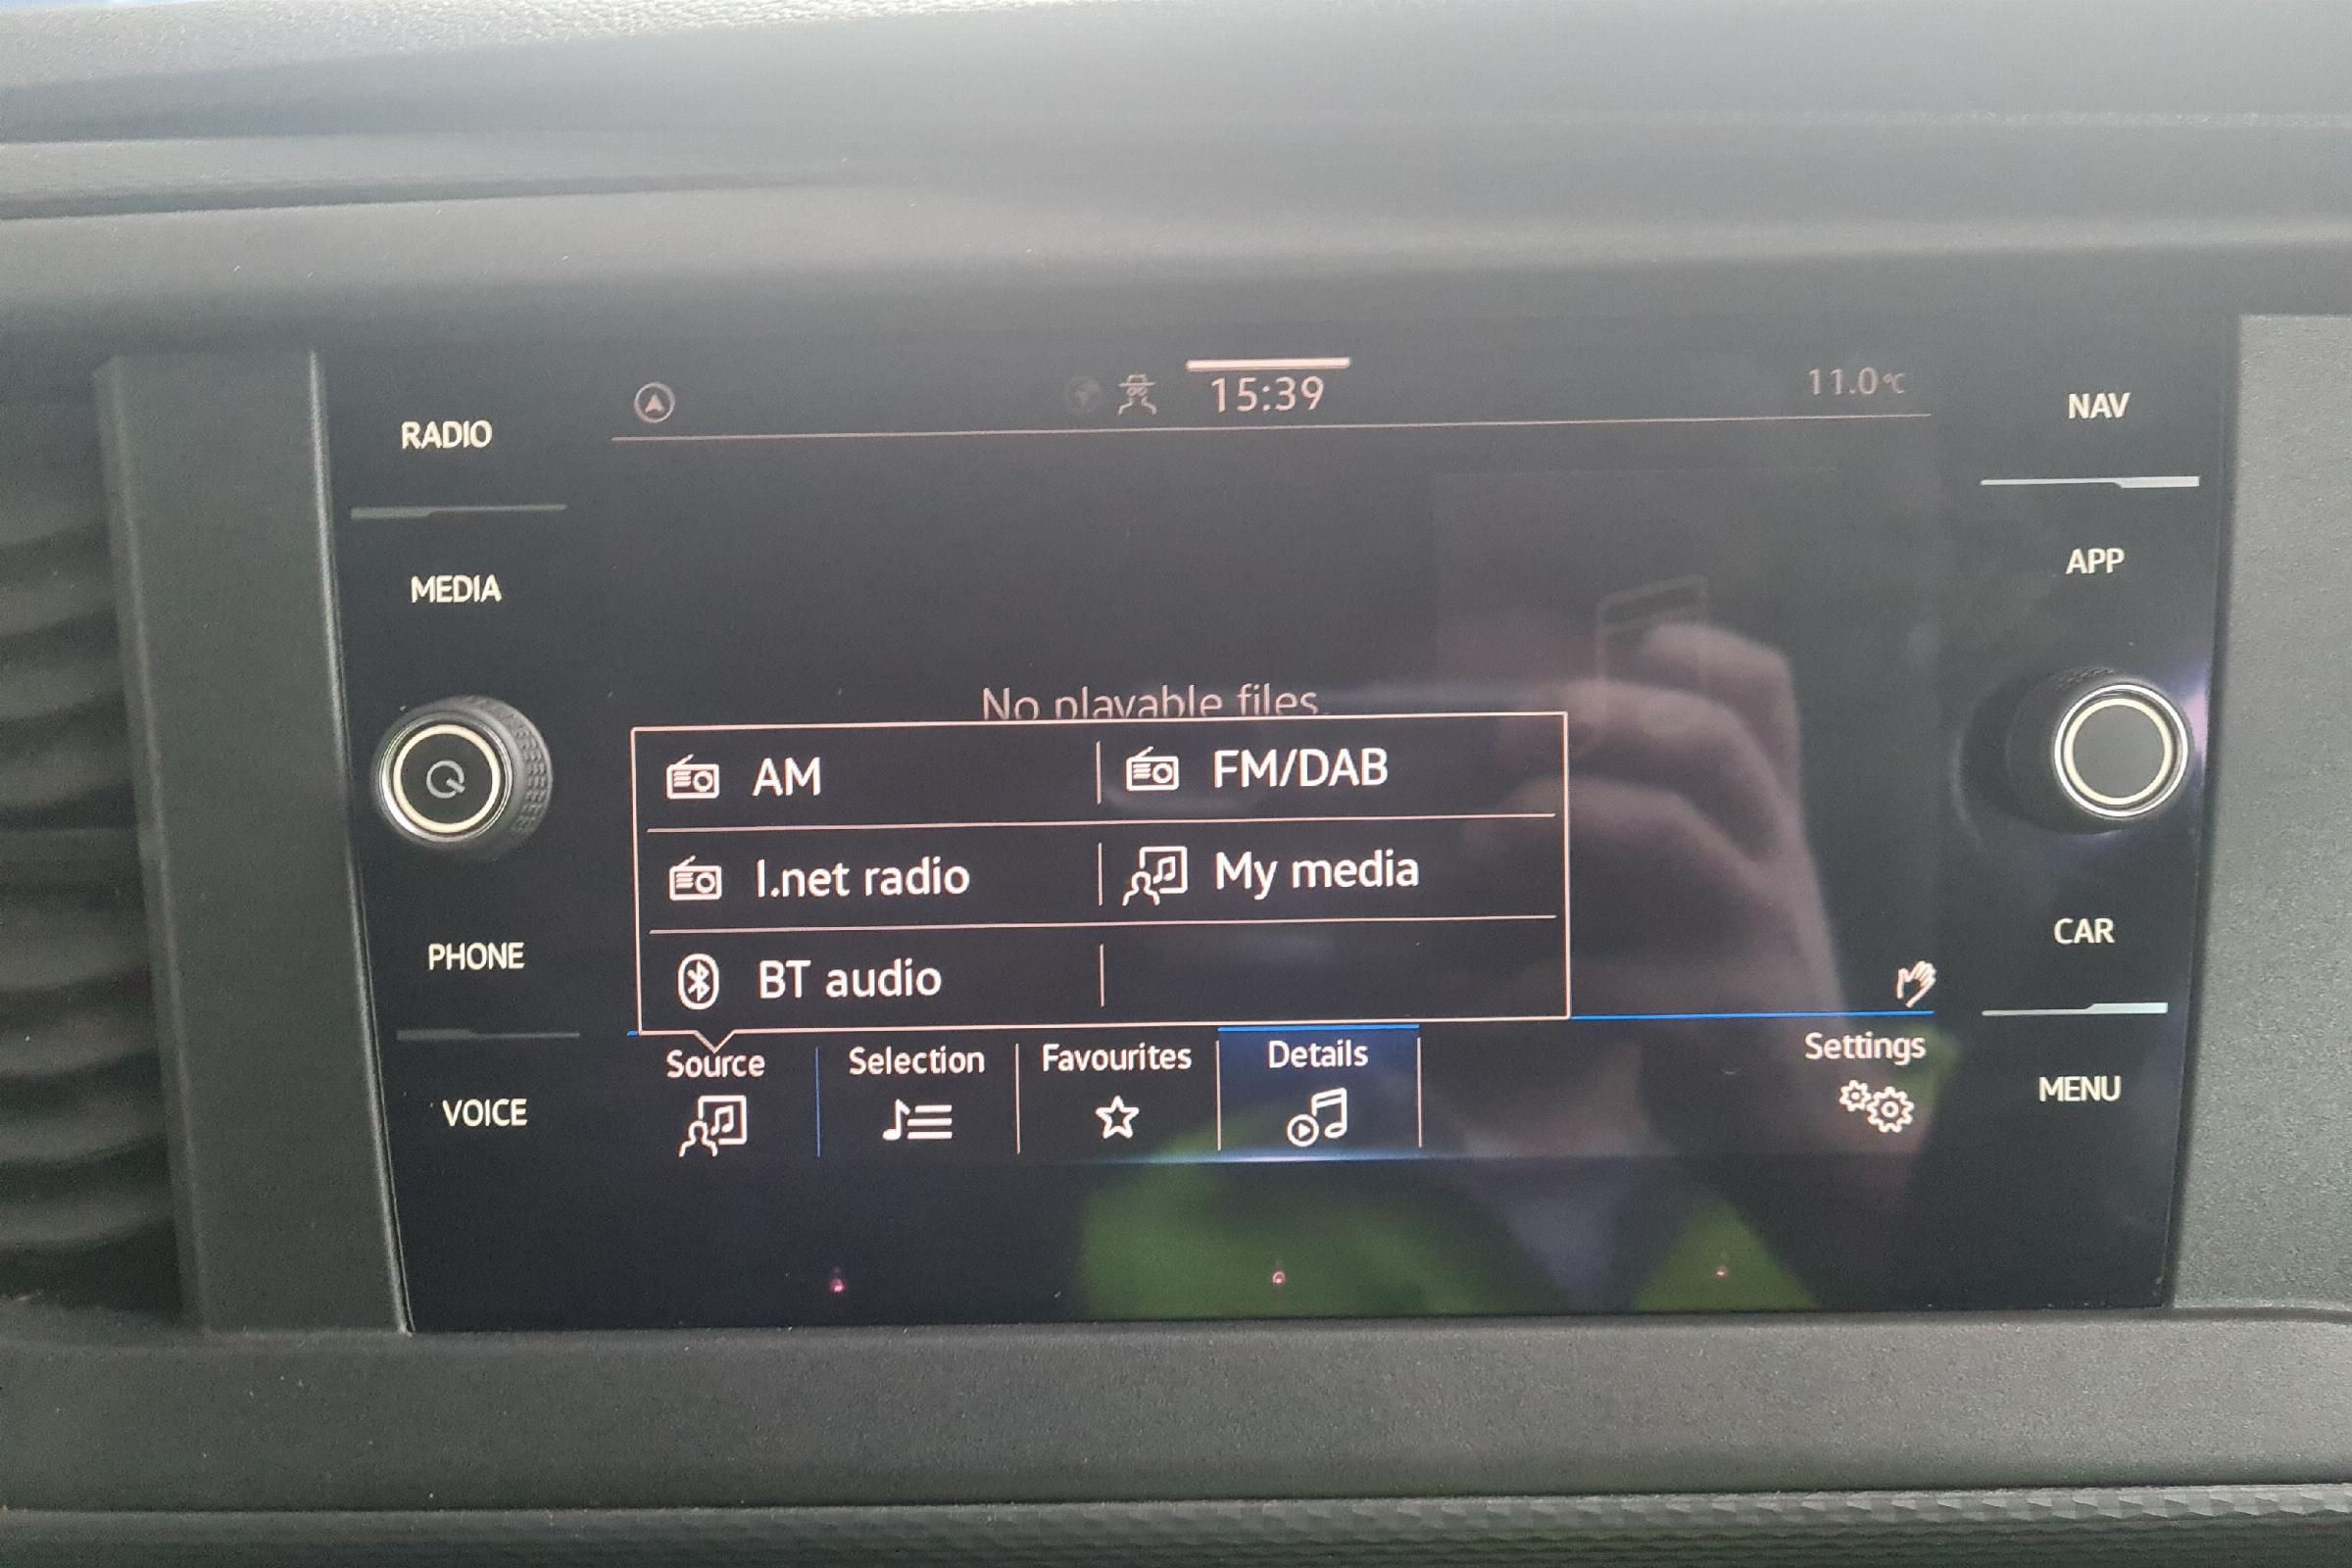 RADIO
MEDIA
PHONE
VOICE
15:39
11.0°C
No playable files.
AM
FM/DAB
I.net radio
My media
BT audio
Source
Selection
Favourites
Details
Settings
NAV
APP
CAR
MENU